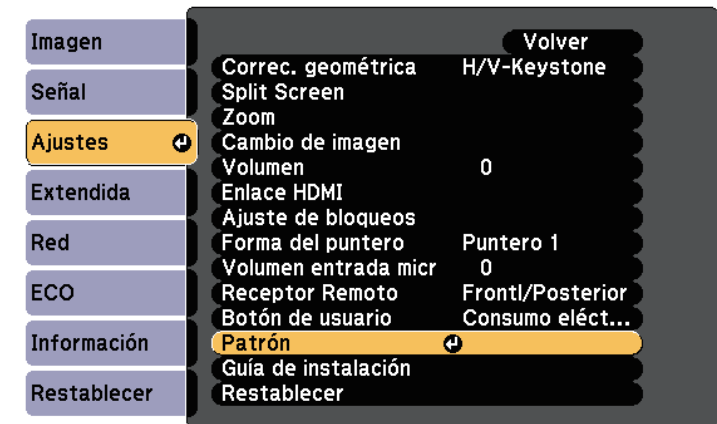 Imagen
Señal
Ajustes
Extendida
Red
ECO
Información
Restablecer
Volver
Correc. geométrica H/V-Keystone
Split Screen
Zoom
Cambio de imagen
Volumen 0
Enlace HDMI
Ajuste de bloqueos
Forma del puntero Puntero 1
Volumen entrada micr 0
Receptor Remoto Frontl/Posterior
Botón de usuario Consumo eléct...
Patrón
Guía de instalación
Restablecer